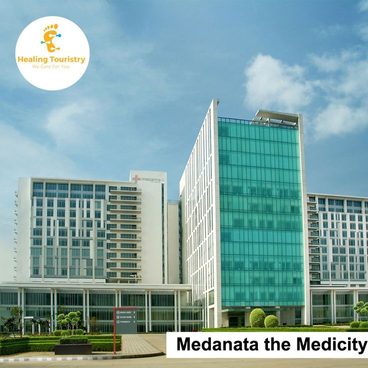 Healing Touristry
We Care For You
Medanata the Medicity